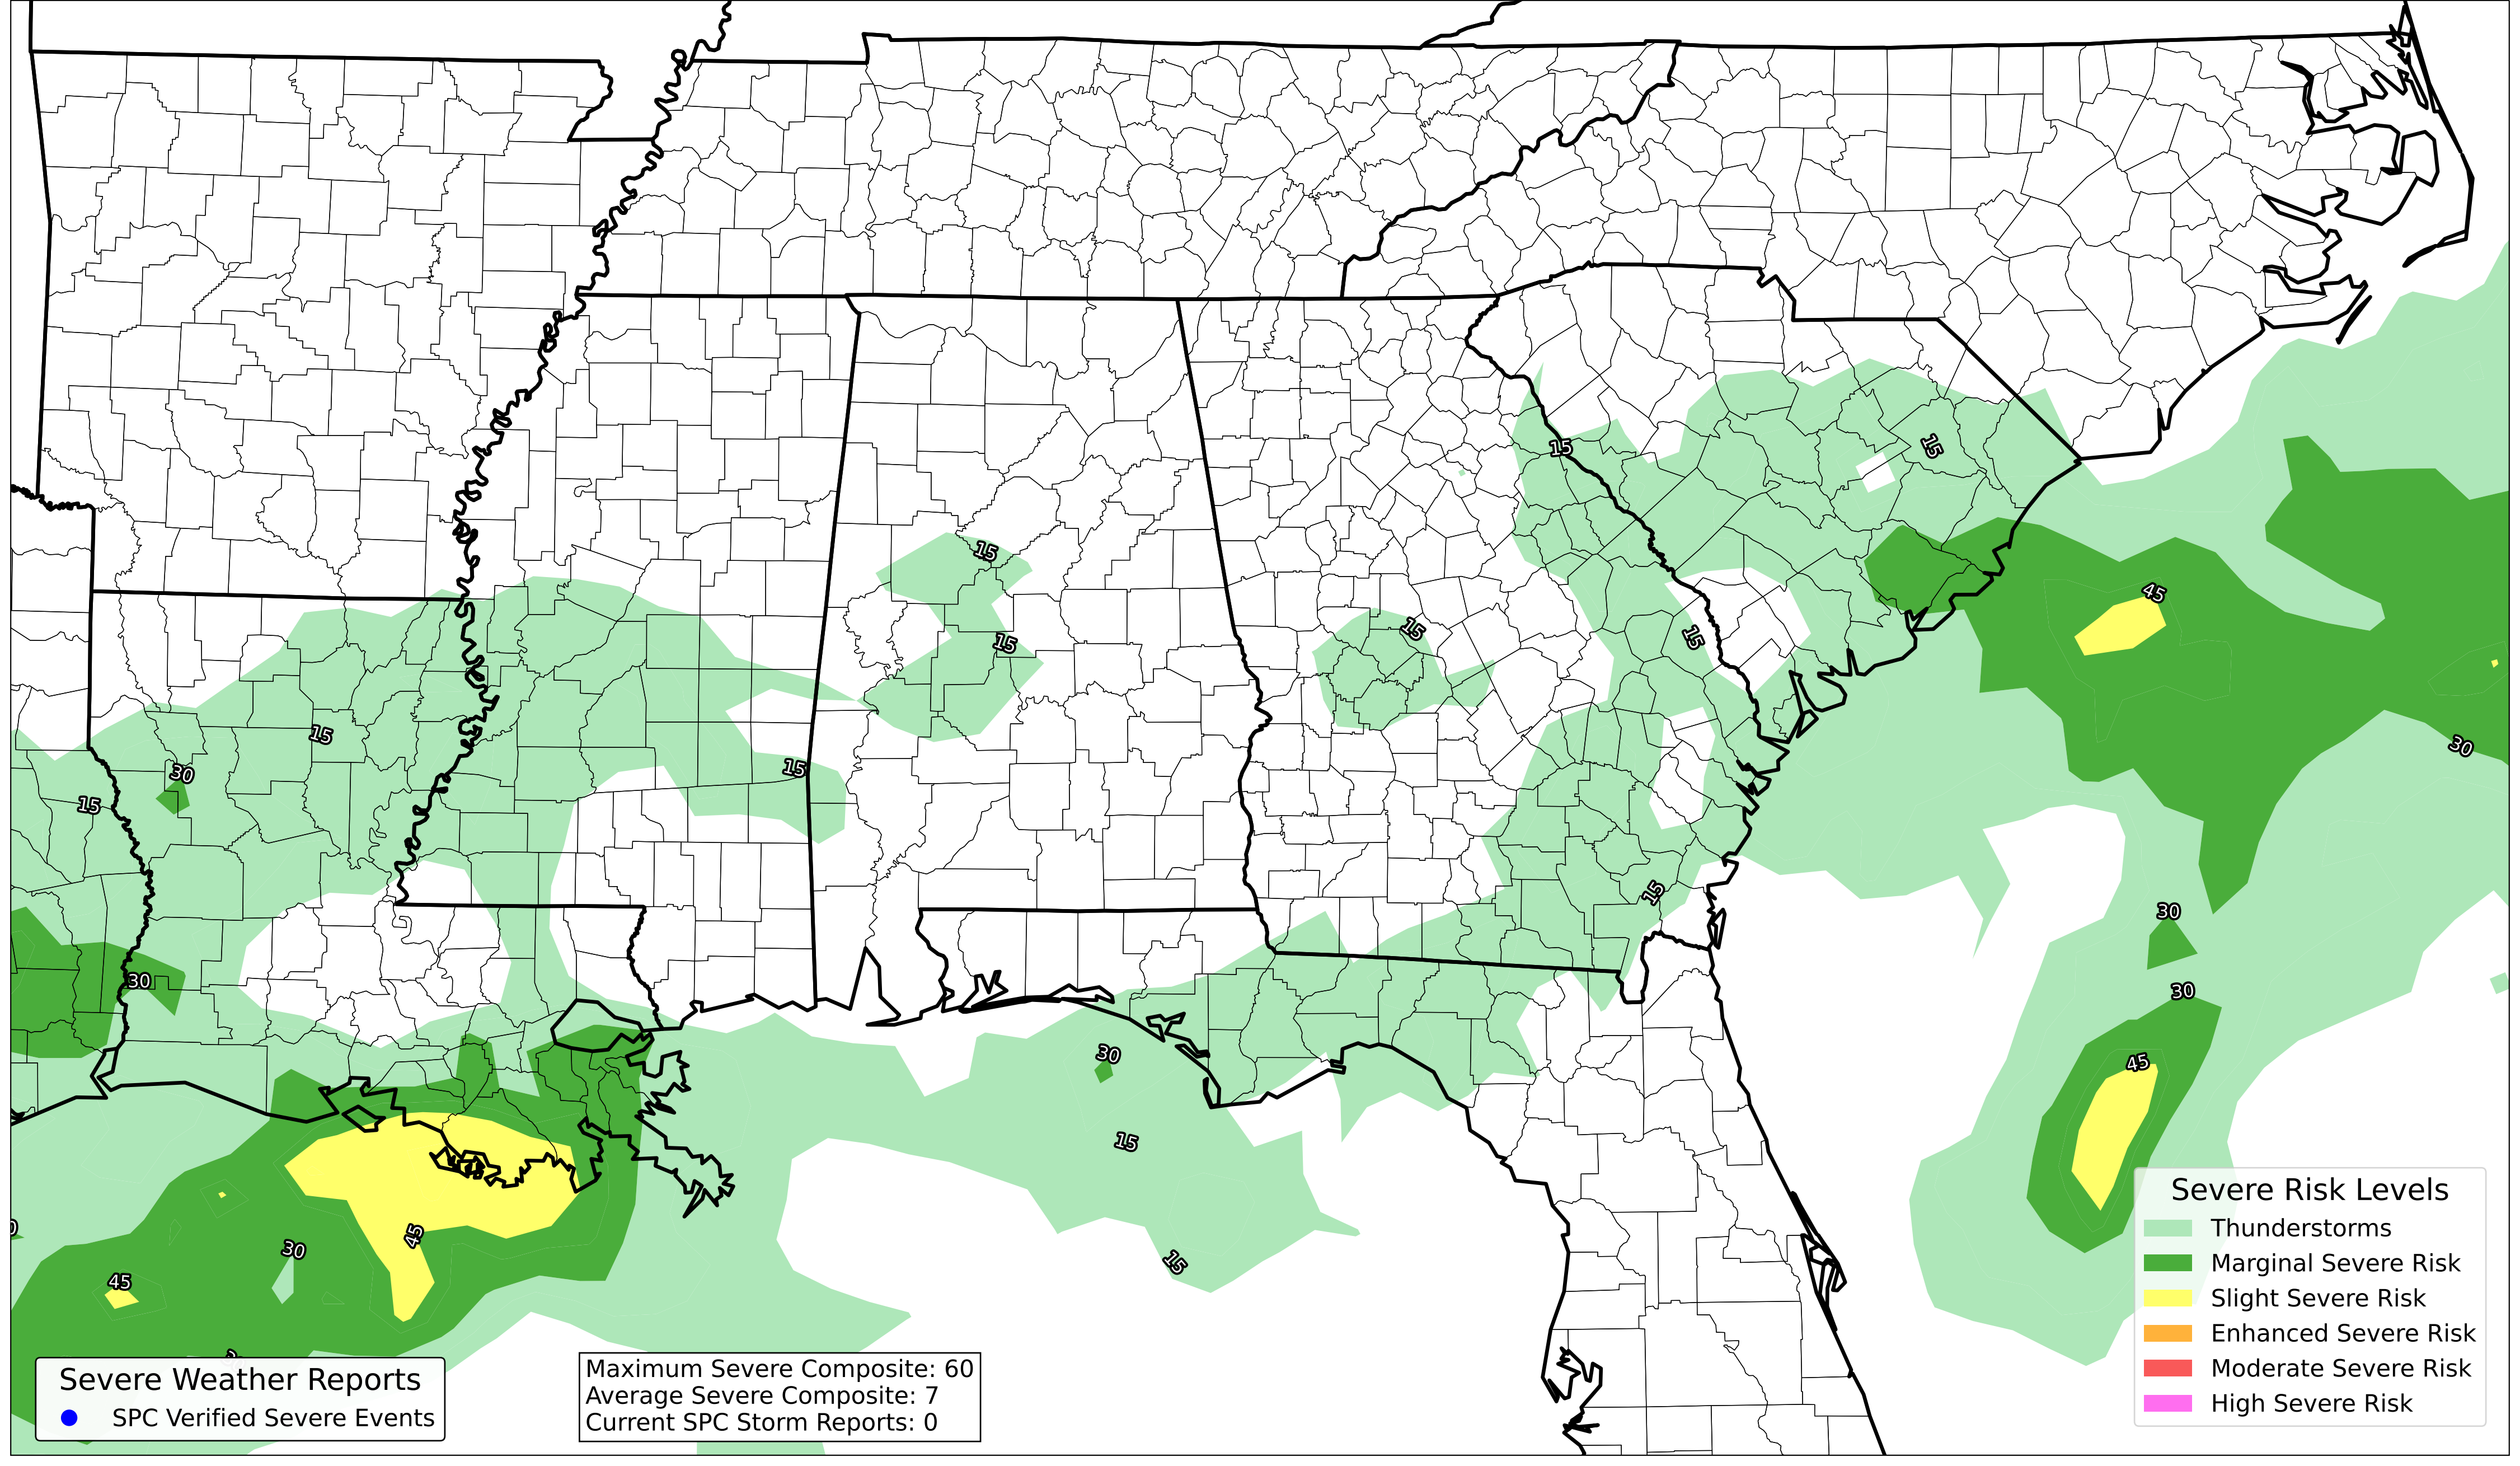 15
15
15
15
15
45
15
15
15
30
15
30
30
15
15
30
30
30
30
45
15
30
45
15
45
Severe Weather Reports
SPC Verified Severe Events
Maximum Severe Composite: 60
Average Severe Composite: 7
Current SPC Storm Reports: 0
Severe Risk Levels
Thunderstorms
Marginal Severe Risk
Slight Severe Risk
Enhanced Severe Risk
Moderate Severe Risk
High Severe Risk